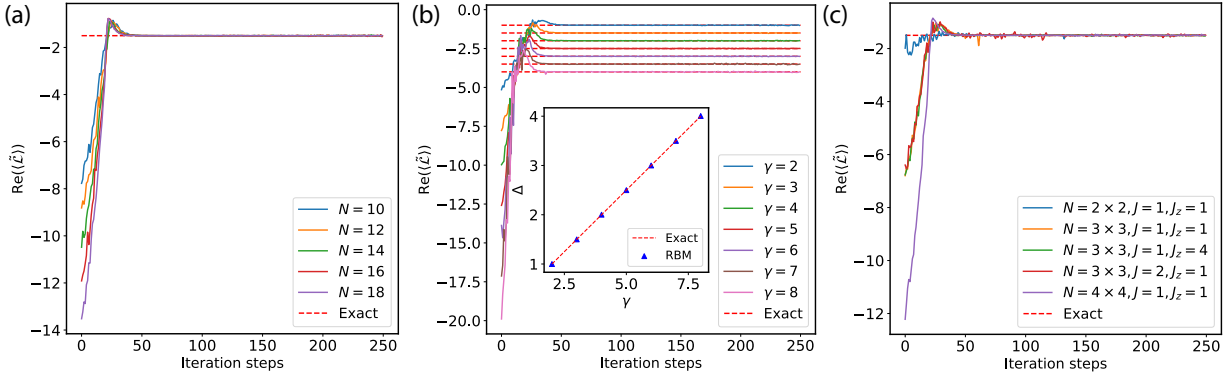 (a)
Re(⟨ℒ̃⟩)
−2
−4
−6
−8
−10
−12
−14
N = 10
N = 12
N = 14
N = 16
N = 18
Exact
0 50 100 150 200 250
Iteration steps
(b)
Re(⟨ℒ̃⟩)
0.0
−2.5
−5.0
−7.5
−10.0
−12.5
−15.0
−17.5
−20.0
Δ
4
3
2
1
Exact
RBM
2.5 5.0 7.5
γ
γ = 2
γ = 3
γ = 4
γ = 5
γ = 6
γ = 7
γ = 8
Exact
0 50 100 150 200 250
Iteration steps
(c)
Re(⟨ℒ̃⟩)
−2
−4
−6
−8
−10
−12
N = 2 × 2, J = 1, J_z = 1
N = 3 × 3, J = 1, J_z = 1
N = 3 × 3, J = 1, J_z = 4
N = 3 × 3, J = 2, J_z = 1
N = 4 × 4, J = 1, J_z = 1
Exact
0 50 100 150 200 250
Iteration steps